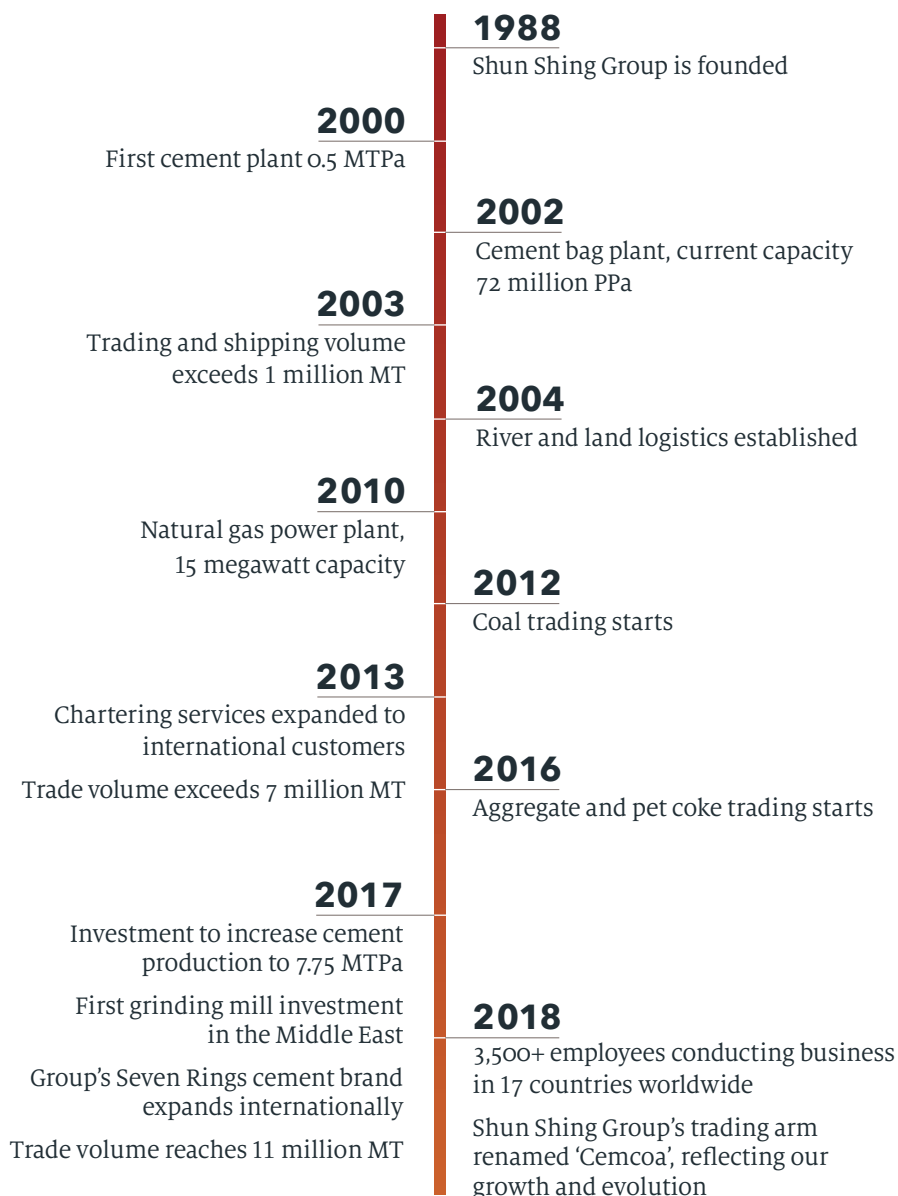 1988
Shun Shing Group is founded
2000
First cement plant 0.5 MTPa
2002
Cement bag plant, current capacity
72 million PPa
2003
Trading and shipping volume
exceeds 1 million MT
2004
River and land logistics established
2010
Natural gas power plant,
15 megawatt capacity
2012
Coal trading starts
2013
Chartering services expanded to
international customers
Trade volume exceeds 7 million MT
2016
Aggregate and pet coke trading starts
2017
Investment to increase cement
production to 7.75 MTPa
First grinding mill investment
in the Middle East
Group’s Seven Rings cement brand
expands internationally
Trade volume reaches 11 million MT
2018
3,500+ employees conducting business
in 17 countries worldwide
Shun Shing Group’s trading arm
renamed ‘Cemcoa’, reflecting our
growth and evolution